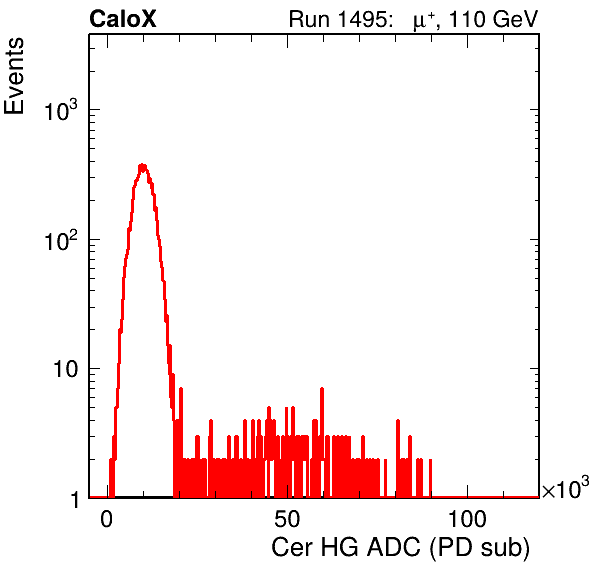 CaloX Run 1495: μ⁺, 110 GeV
Events
10³
10²
10
1
0 50 100 ×10³
Cer HG ADC (PD sub)